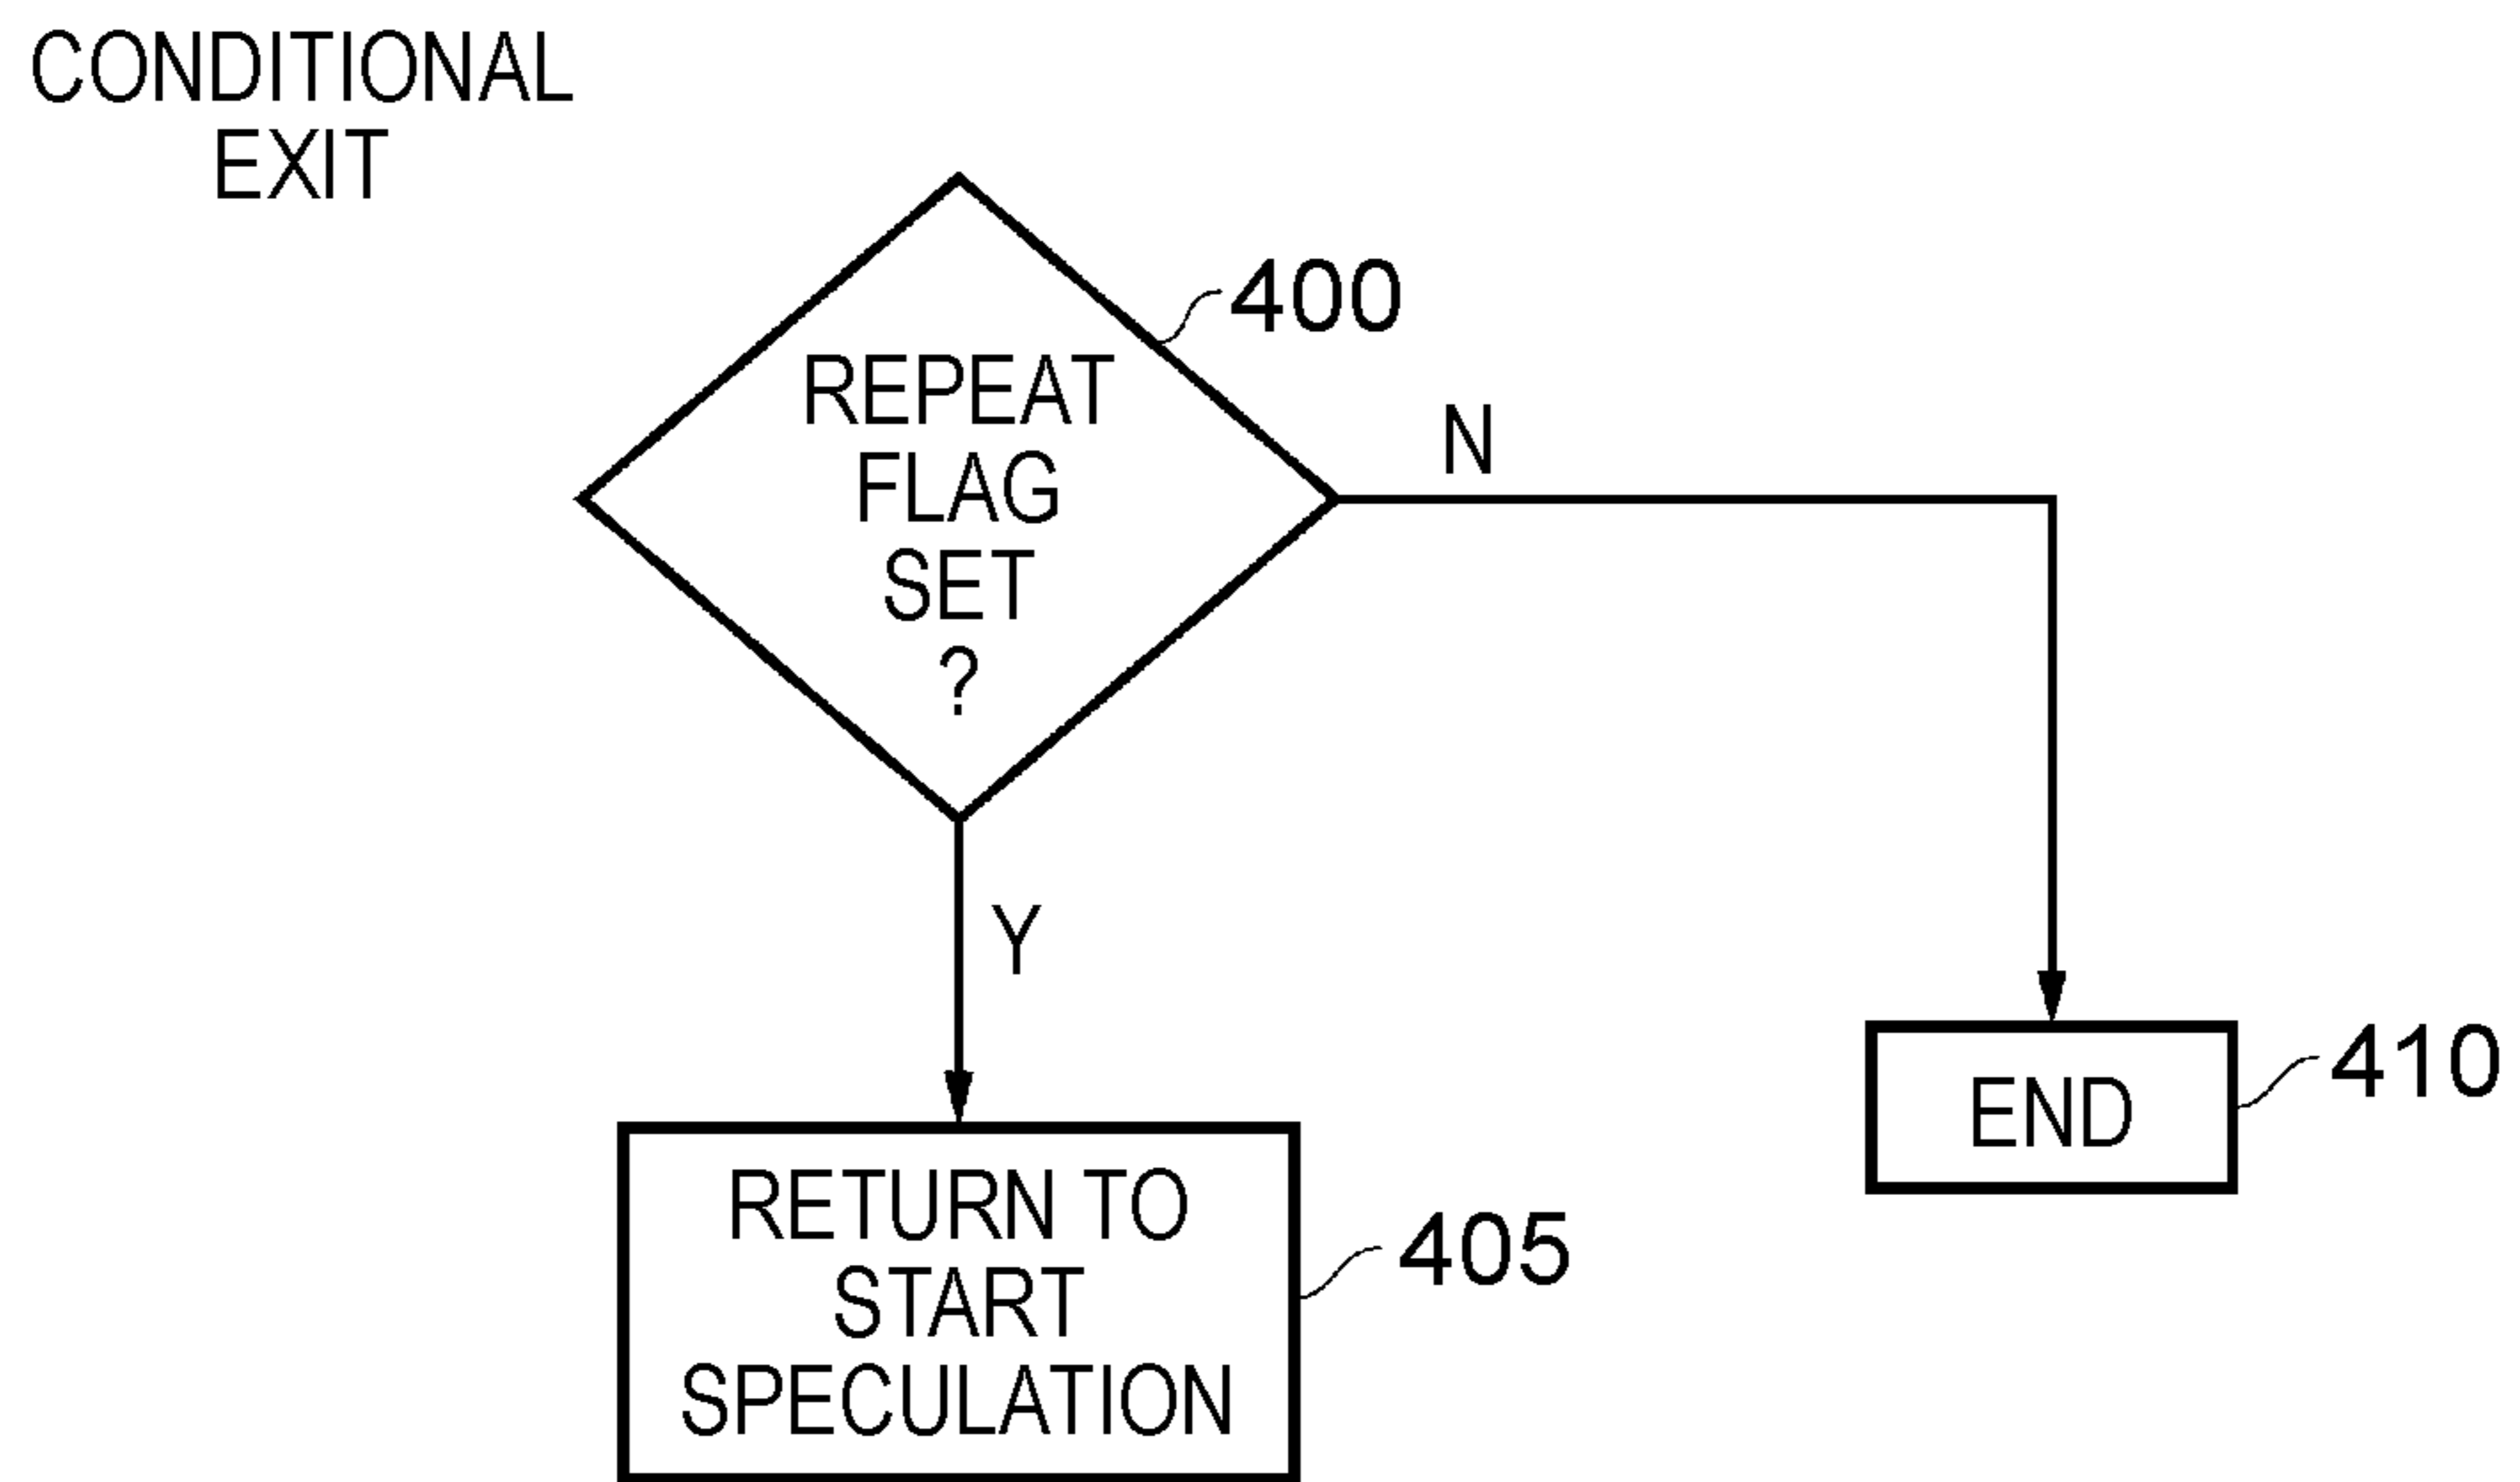 CONDITIONAL
EXIT
400
REPEAT
FLAG
SET
?
N
Y
RETURN TO
START
SPECULATION
405
END
410